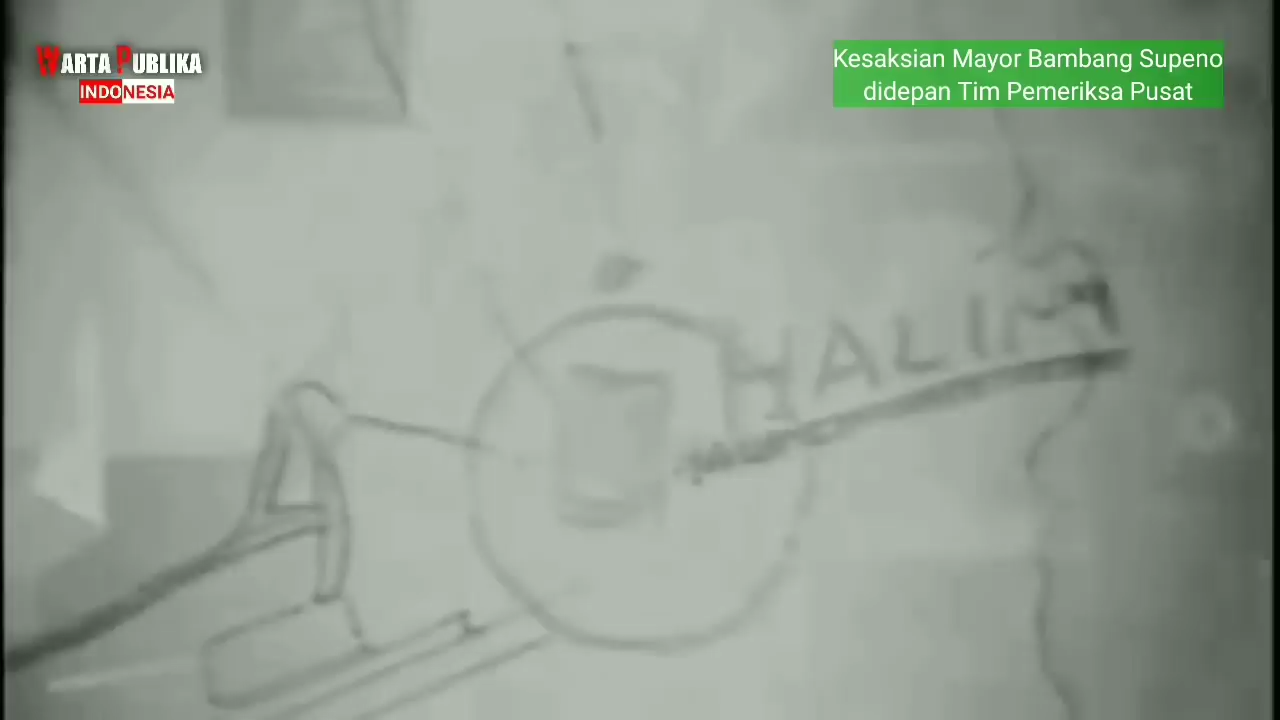 WARTA PUBLIKA
INDONESIA
Kesaksian Mayor Bambang Supeno
didepan Tim Pemeriksa Pusat
HALIM